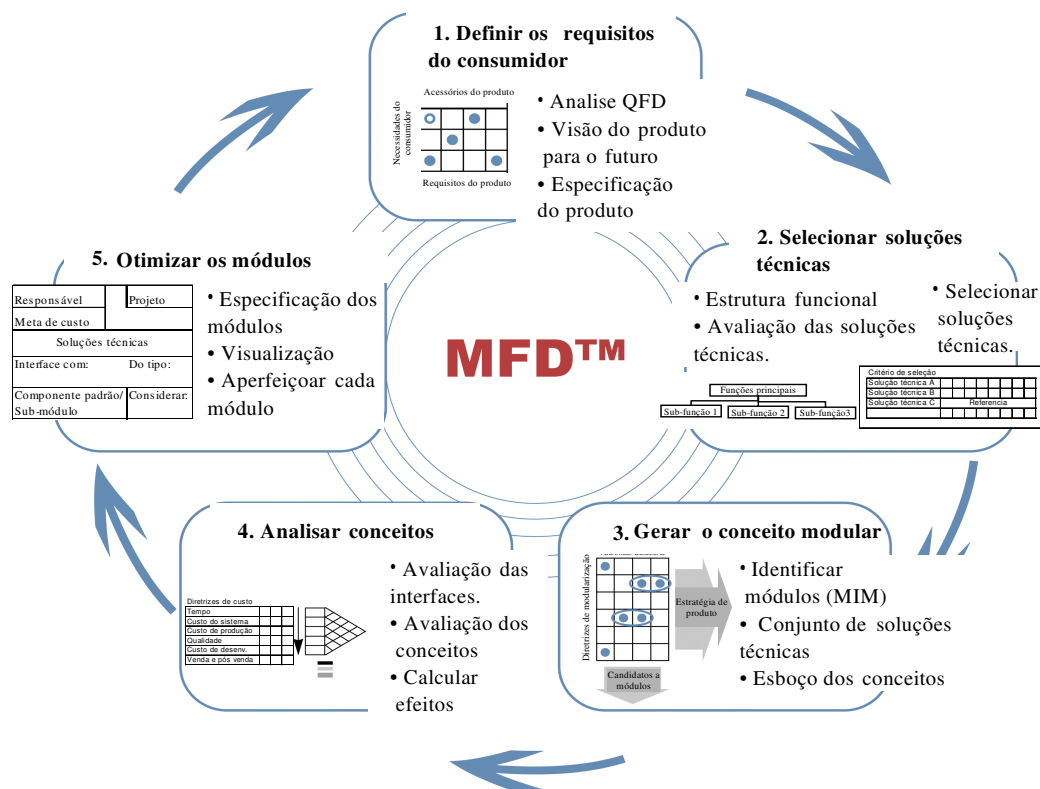 1. Definir os requisitos
do consumidor
Acessórios do produto
Necessidades do
consumidor
Requisitos do produto
• Analise QFD
• Visão do produto
para o futuro
• Especificação
do produto
2. Selecionar soluções
técnicas
• Estrutura funcional
• Avaliação das soluções
técnicas.
• Selecionar
soluções
técnicas.
Funções principais
Sub-função 1
Sub-função 2
Sub-função3
Critério de seleção
Solução técnica A
Solução técnica B
Solução técnica C
Referencia
MFD™
3. Gerar o conceito modular
Diretrizes de modularização
Estratégia de
produto
Candidatos a
módulos
• Identificar
módulos (MIM)
• Conjunto de soluções
técnicas
• Esboço dos conceitos
4. Analisar conceitos
Diretrizes de custo
Tempo
Custo do sistema
Custo de produção
Qualidade
Custo de desenv.
Venda e pós venda
• Avaliação das
interfaces.
• Avaliação dos
conceitos
• Calcular
efeitos
5. Otimizar os módulos
Responsável
Projeto
Meta de custo
Soluções técnicas
Interface com:
Do tipo:
Componente padrão/
Sub-módulo
Considerar:
• Especificação dos
módulos
• Visualização
• Aperfeiçoar cada
módulo